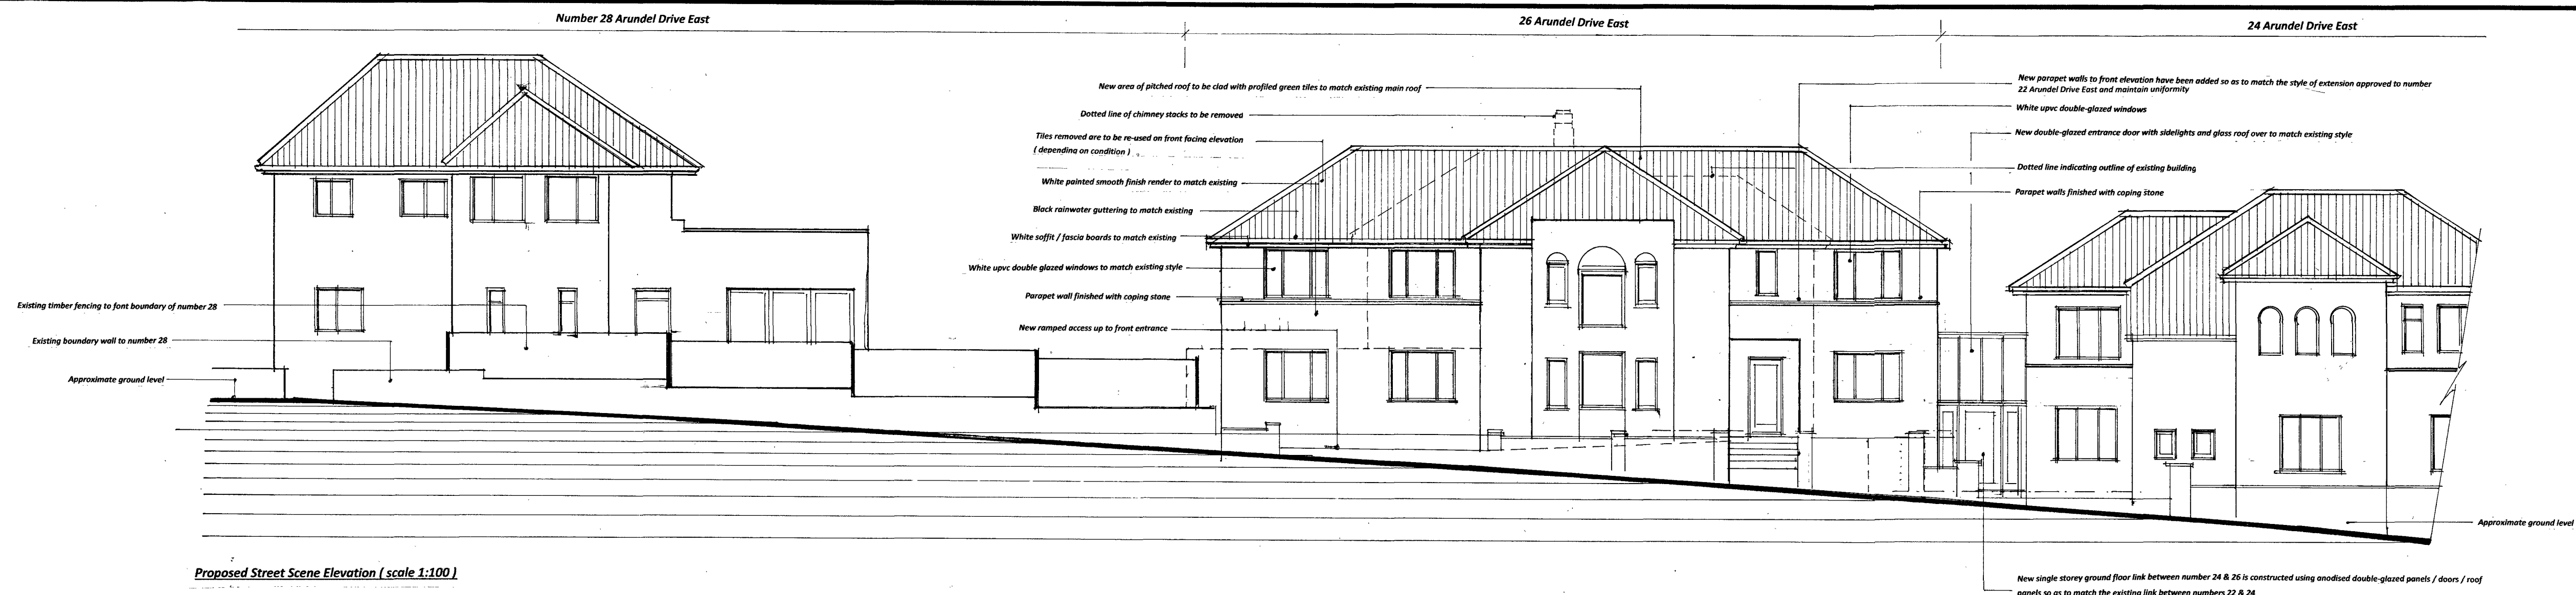 Number 28 Arundel Drive East
26 Arundel Drive East
24 Arundel Drive East
New area of pitched roof to be clad with profiled green tiles to match existing main roof
Dotted line of chimney stacks to be removed
Tiles removed are to be re-used on front facing elevation
( depending on condition )
White painted smooth finish render to match existing
Black rainwater guttering to match existing
White soffit / fascia boards to match existing
White upvc double glazed windows to match existing style
Parapet wall finished with coping stone
New ramped access up to front entrance
New parapet walls to front elevation have been added so as to match the style of extension approved to number
22 Arundel Drive East and maintain uniformity
White upvc double-glazed windows
New double-glazed entrance door with sidelights and glass roof over to match existing style
Dotted line indicating outline of existing building
Parapet walls finished with coping stone
Existing timber fencing to font boundary of number 28
Existing boundary wall to number 28
Approximate ground level
Approximate ground level
Proposed Street Scene Elevation ( scale 1:100 )
New single storey ground floor link between number 24 & 26 is constructed using anodised double-glazed panels / doors / roof
panels so as to match the existing link between numbers 22 & 24